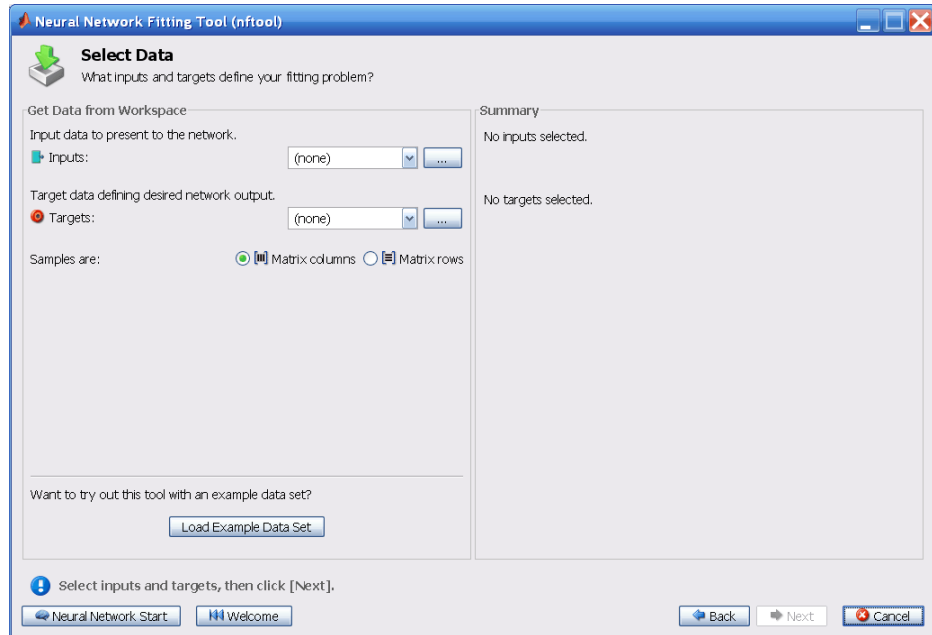 Neural Network Fitting Tool (nftool)
Select Data
What inputs and targets define your fitting problem?
Get Data from Workspace
Input data to present to the network.
Inputs: (none) ...
Target data defining desired network output.
Targets: (none) ...
Samples are: Matrix columns Matrix rows
Want to try out this tool with an example data set?
Load Example Data Set
Summary
No inputs selected.
No targets selected.
Select inputs and targets, then click [Next].
Neural Network Start Welcome Back Next Cancel